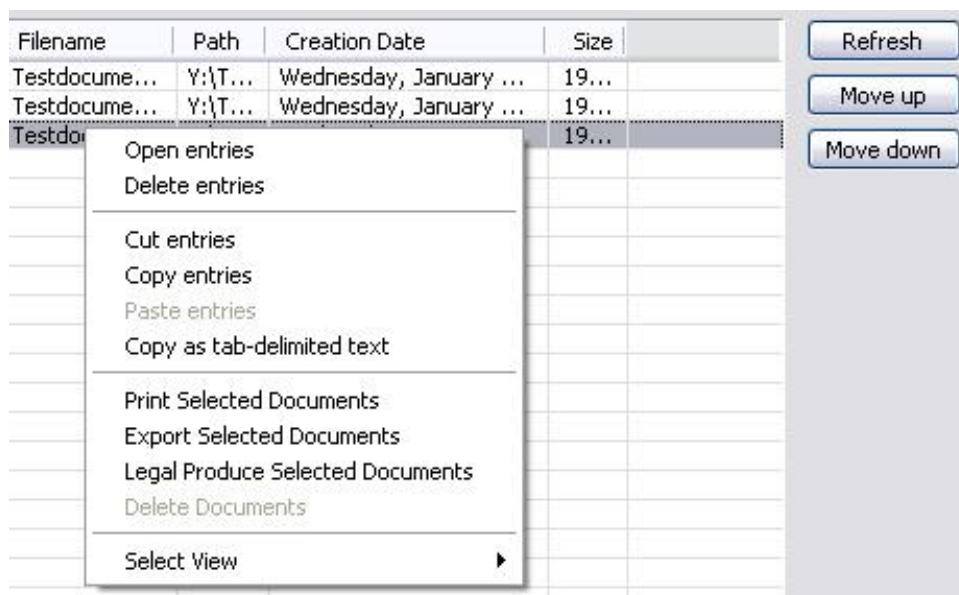 Filename Path Creation Date Size Refresh
Testdocume... Y:\T... Wednesday, January ... 19...
Testdocume... Y:\T... Wednesday, January ... 19... Move up
Testdo 19... Move down
Open entries
Delete entries
Cut entries
Copy entries
Paste entries
Copy as tab-delimited text
Print Selected Documents
Export Selected Documents
Legal Produce Selected Documents
Delete Documents
Select View